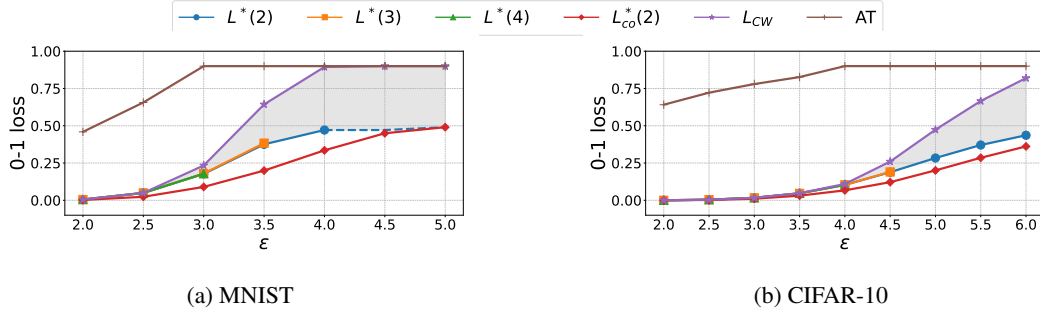 L*(2) L*(3) L*(4) L*co(2) LCW AT
1.00
0.75
0.50
0.25
0.00
0-1 loss
2.0 2.5 3.0 3.5 4.0 4.5 5.0
ε
(a) MNIST
1.00
0.75
0.50
0.25
0.00
0-1 loss
2.0 2.5 3.0 3.5 4.0 4.5 5.0 5.5 6.0
ε
(b) CIFAR-10